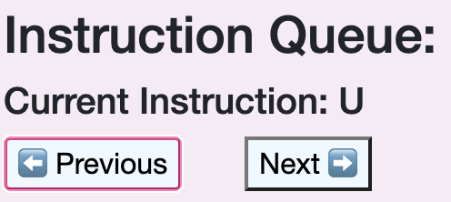 Instruction Queue:
Current Instruction: U
⬅️ Previous Next ➡️